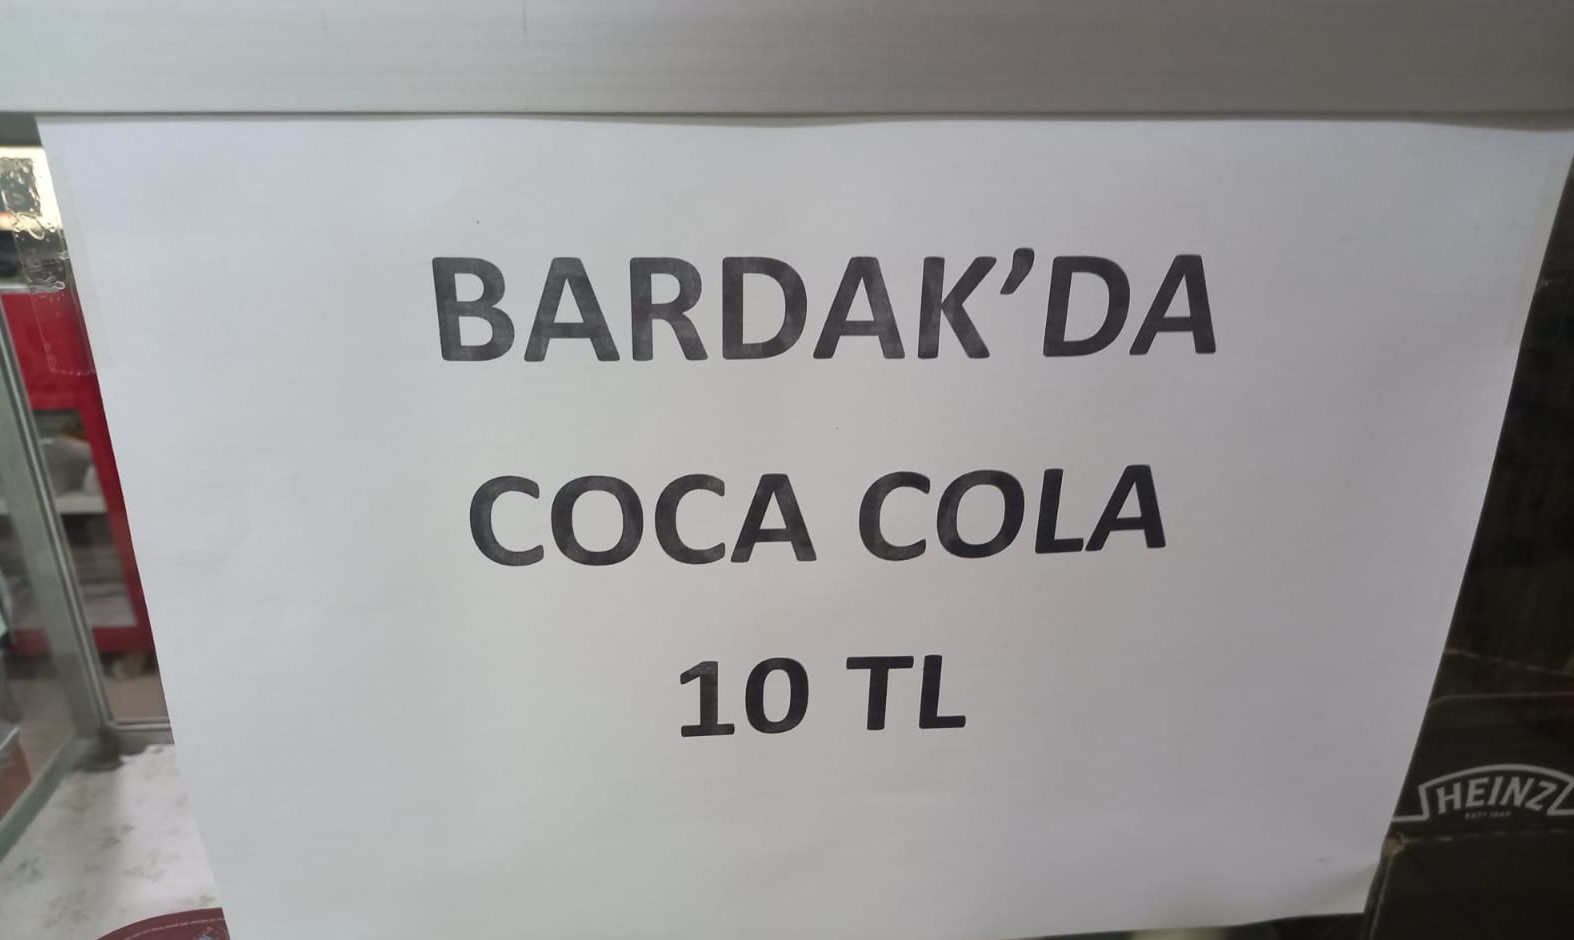 BARDAK’DA
COCA COLA
10 TL
HEINZ